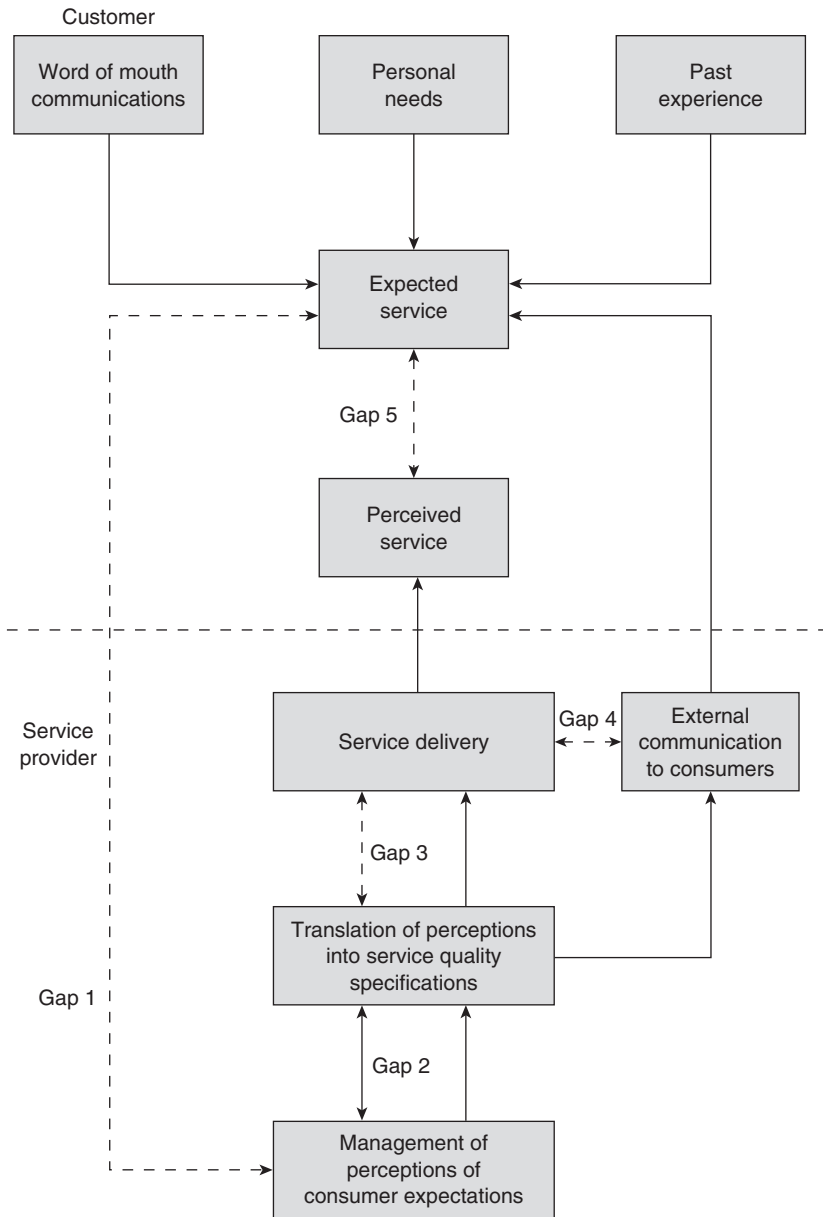 Customer
Word of mouth
communications
Personal
needs
Past
experience
Expected
service
Gap 5
Perceived
service
Service
provider
Service delivery
Gap 4
External
communication
to consumers
Gap 3
Translation of perceptions
into service quality
specifications
Gap 1
Gap 2
Management of
perceptions of
consumer expectations